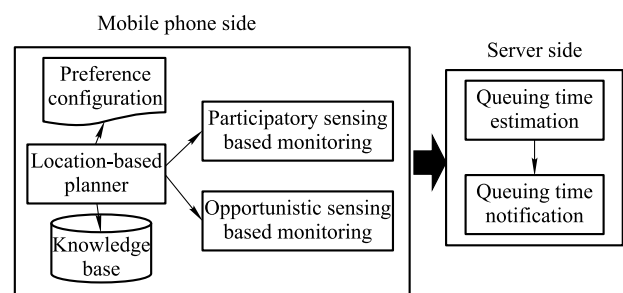 Mobile phone side
Server side
Preference
configuration
Location-based
planner
Knowledge
base
Participatory sensing
based monitoring
Opportunistic sensing
based monitoring
Queuing time
estimation
Queuing time
notification